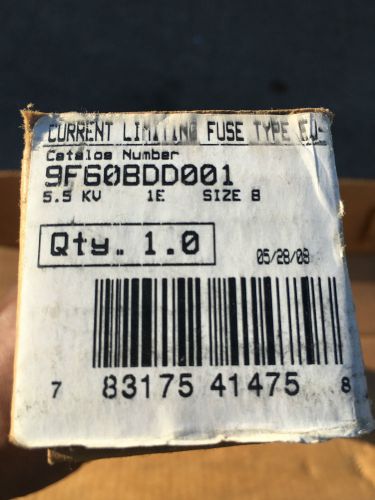 CURRENT LIMITING FUSE TYPE EJ-
Catalog Number
9F60BDD001
5.5 KV 1E SIZE B
Qty. 1.0
05/28/08
7 83175 41475 8